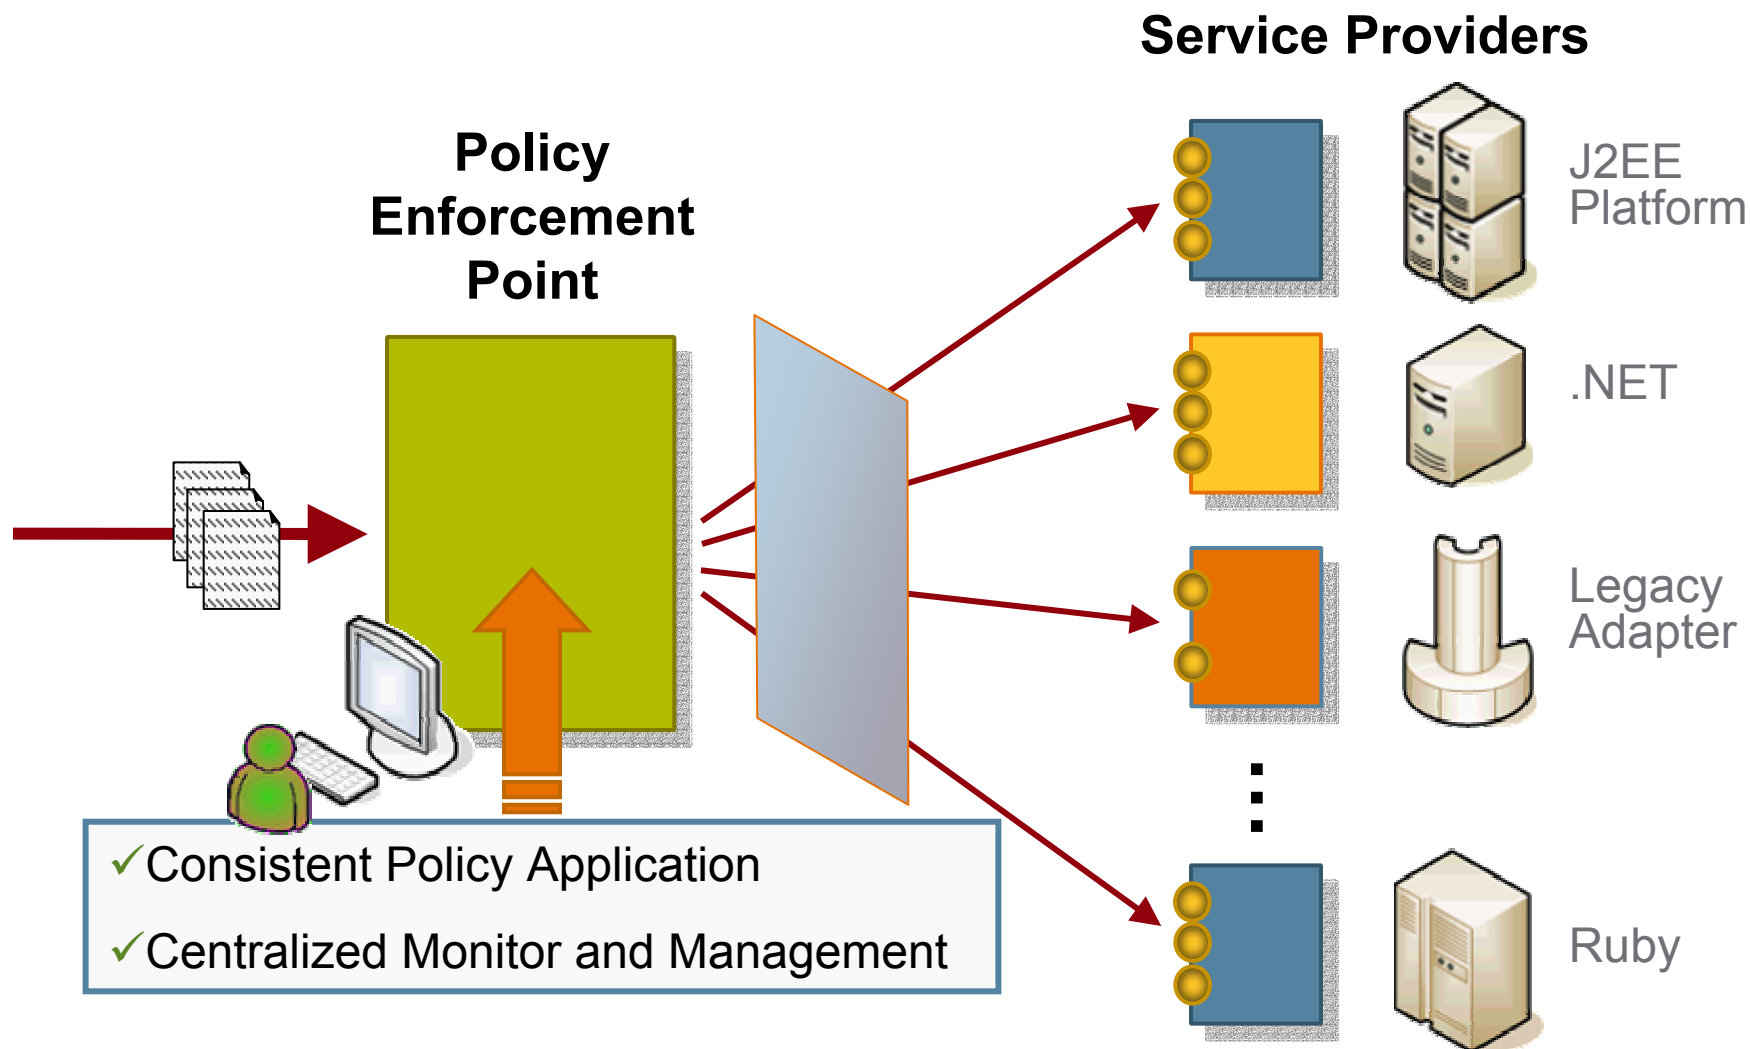 Service Providers
Policy
Enforcement
Point
J2EE
Platform
.NET
Legacy
Adapter
✓Consistent Policy Application
✓Centralized Monitor and Management
Ruby